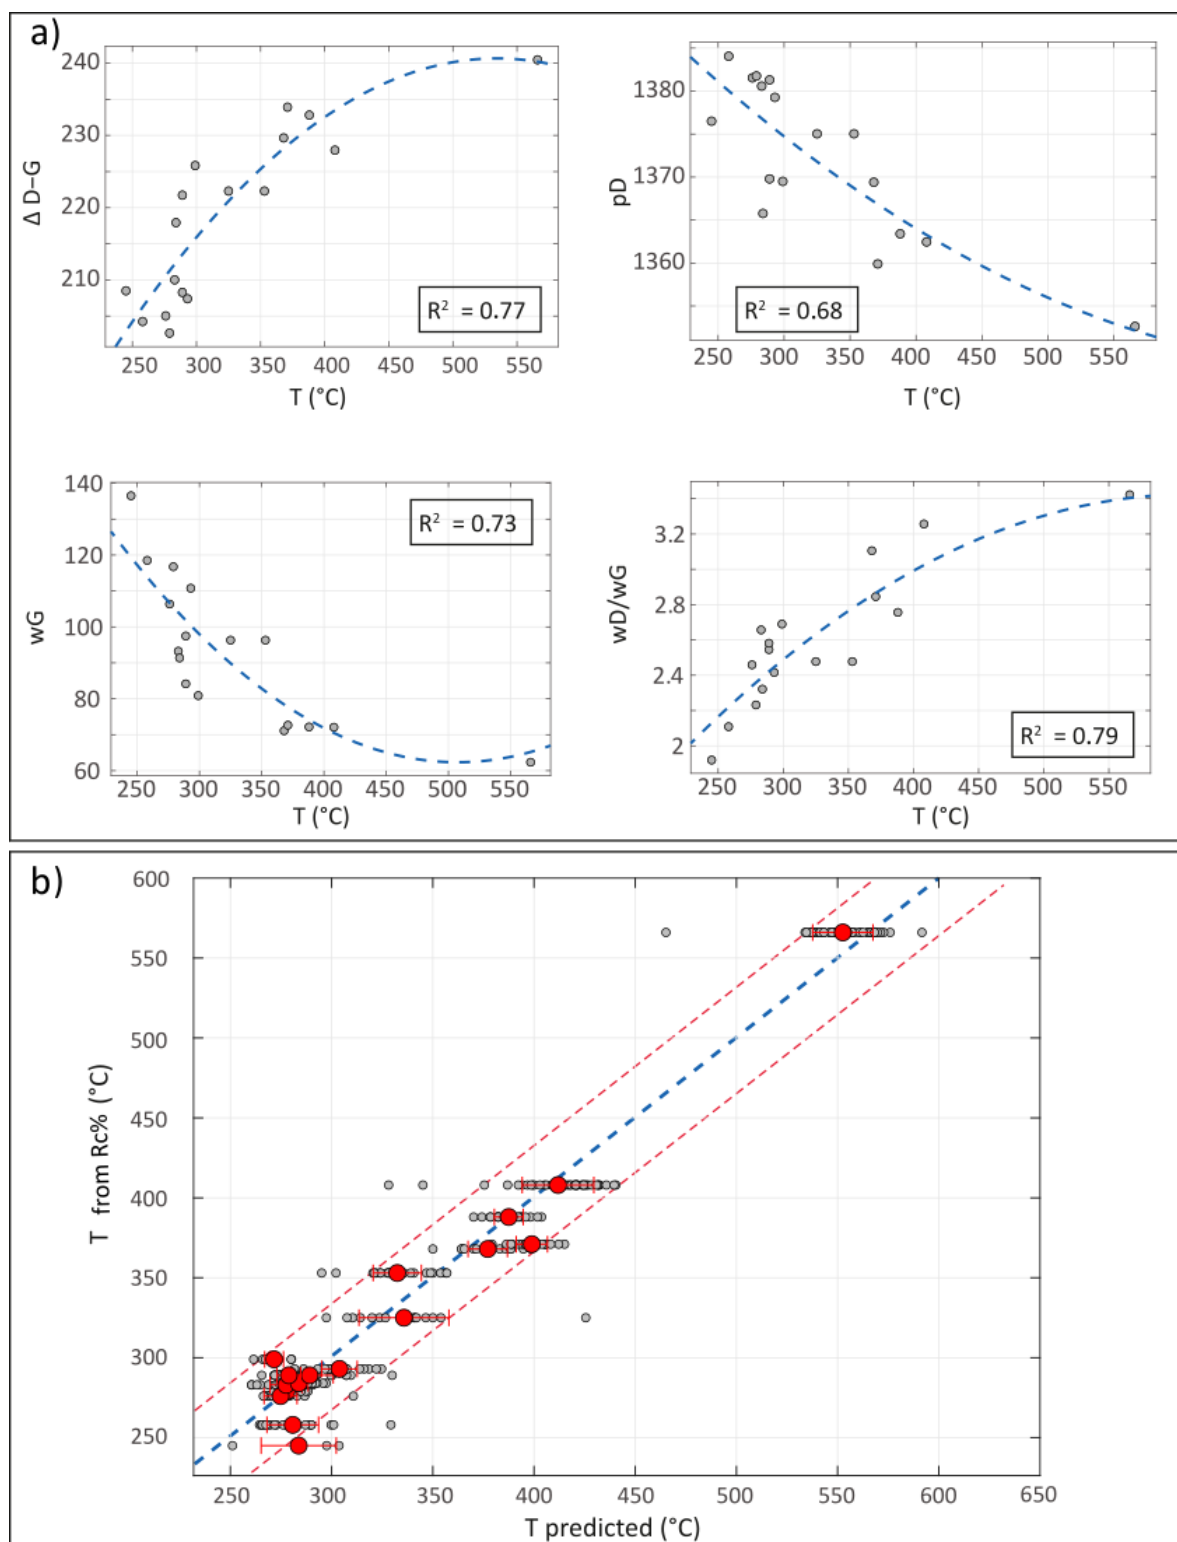 a)
240
230
220
210
Δ D−G
R² = 0.77
250 300 350 400 450 500 550
T (°C)
1380
1370
1360
pD
R² = 0.68
250 300 350 400 450 500 550
T (°C)
140
120
100
80
60
wG
R² = 0.73
250 300 350 400 450 500 550
T (°C)
3.2
2.8
2.4
2
wD/wG
R² = 0.79
250 300 350 400 450 500 550
T (°C)
b)
600
550
500
450
400
350
300
250
T from Rc% (°C)
250 300 350 400 450 500 550 600 650
T predicted (°C)